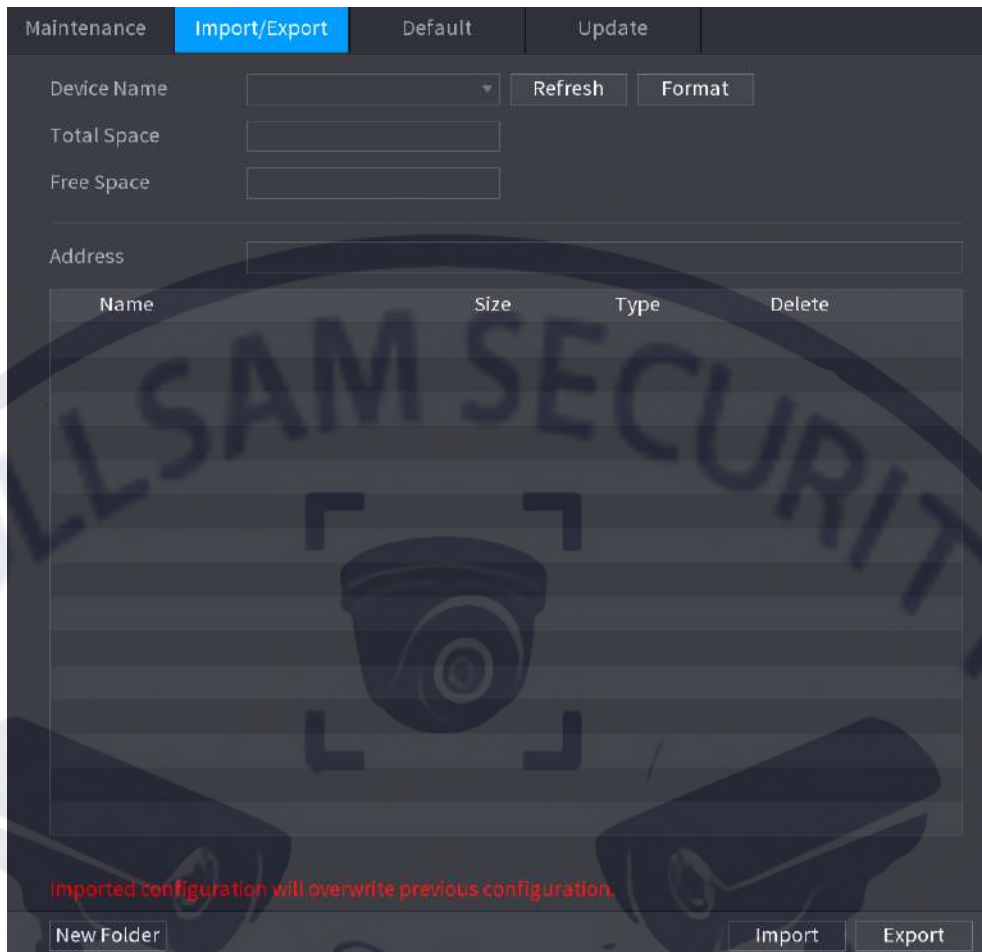 Maintenance Import/Export Default Update
Device Name Refresh Format
Total Space
Free Space
Address
Name Size Type Delete
LLSAM SECURIT
Imported configuration will overwrite previous configuration.
New Folder Import Export